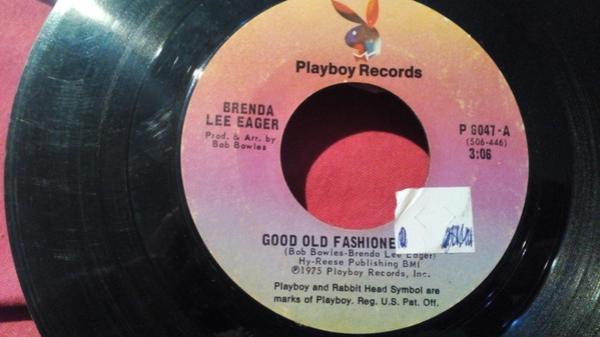 Playboy Records
BRENDA
LEE EAGER
Prod. & Arr. by
Bob Bowles
P 6047-A
(506-446)
3:06
GOOD OLD FASHIONE
(Bob Bowles-Brenda Lee Eager)
Hy-Reese Publishing BMI
℗1975 Playboy Records, Inc.
Playboy and Rabbit Head Symbol are
marks of Playboy. Reg. U.S. Pat. Off.